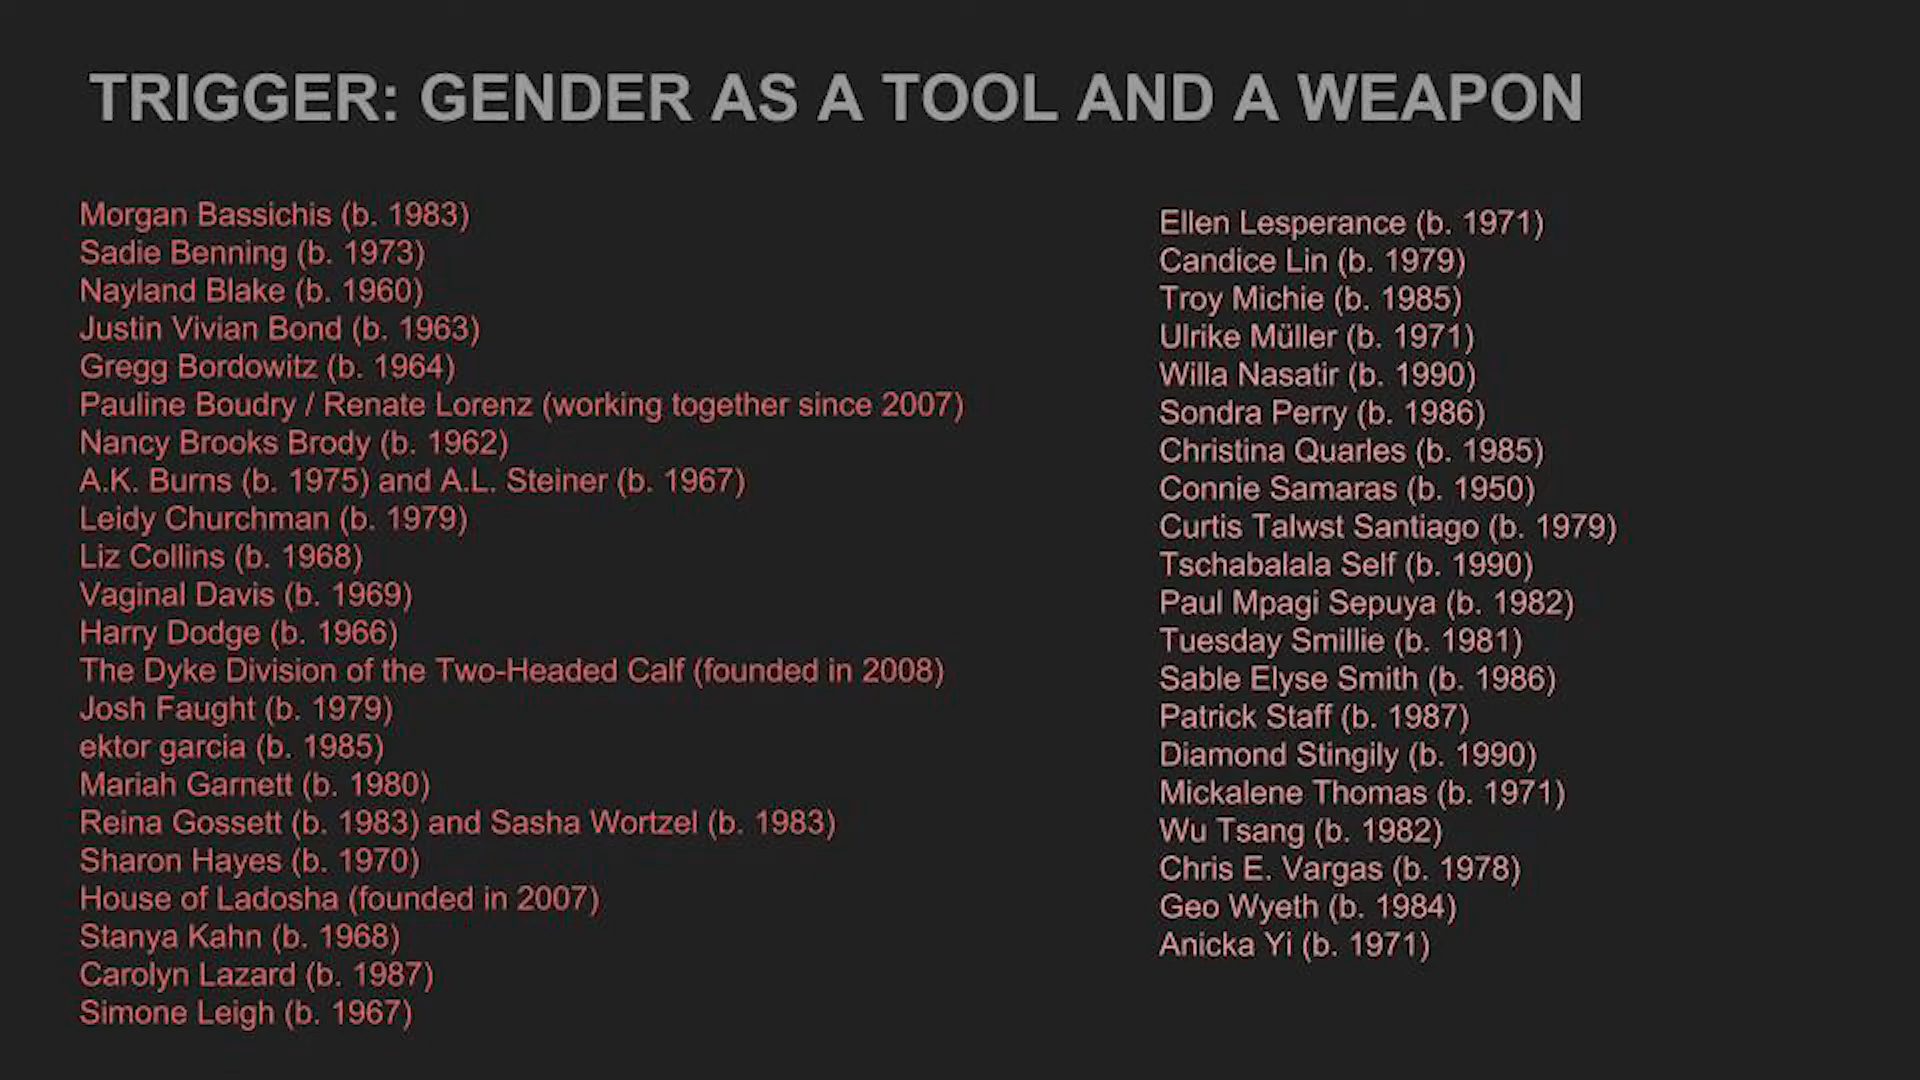 TRIGGER: GENDER AS A TOOL AND A WEAPON
Morgan Bassichis (b. 1983)
Sadie Benning (b. 1973)
Nayland Blake (b. 1960)
Justin Vivian Bond (b. 1963)
Gregg Bordowitz (b. 1964)
Pauline Boudry / Renate Lorenz (working together since 2007)
Nancy Brooks Brody (b. 1962)
A.K. Burns (b. 1975) and A.L. Steiner (b. 1967)
Leidy Churchman (b. 1979)
Liz Collins (b. 1968)
Vaginal Davis (b. 1969)
Harry Dodge (b. 1966)
The Dyke Division of the Two-Headed Calf (founded in 2008)
Josh Faught (b. 1979)
ektor garcia (b. 1985)
Mariah Garnett (b. 1980)
Reina Gossett (b. 1983) and Sasha Wortzel (b. 1983)
Sharon Hayes (b. 1970)
House of Ladosha (founded in 2007)
Stanya Kahn (b. 1968)
Carolyn Lazard (b. 1987)
Simone Leigh (b. 1967)
Ellen Lesperance (b. 1971)
Candice Lin (b. 1979)
Troy Michie (b. 1985)
Ulrike Müller (b. 1971)
Willa Nasatir (b. 1990)
Sondra Perry (b. 1986)
Christina Quarles (b. 1985)
Connie Samaras (b. 1950)
Curtis Talwst Santiago (b. 1979)
Tschabalala Self (b. 1990)
Paul Mpagi Sepuya (b. 1982)
Tuesday Smillie (b. 1981)
Sable Elyse Smith (b. 1986)
Patrick Staff (b. 1987)
Diamond Stingily (b. 1990)
Mickalene Thomas (b. 1971)
Wu Tsang (b. 1982)
Chris E. Vargas (b. 1978)
Geo Wyeth (b. 1984)
Anicka Yi (b. 1971)